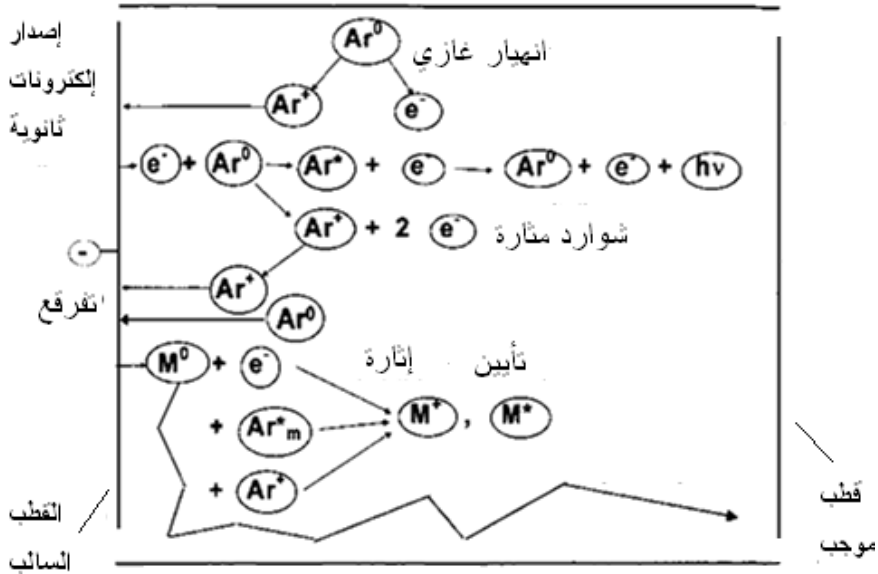 إصدار
إلكترونات
ثانوية
Ar⁰
انهيار غازي
Ar⁺ e⁻
e⁻ + Ar⁰ Ar* + e⁻ Ar⁰ + e⁻ + hν
Ar⁺ + 2 e⁻ شوارد مثارة
-
Ar⁺
اتفرقع
Ar⁰
M⁰ + e⁻ إثارة تأيين
+ Ar*m M⁺ , M*
+ Ar⁺
القطب
السالب
قطب
موجب